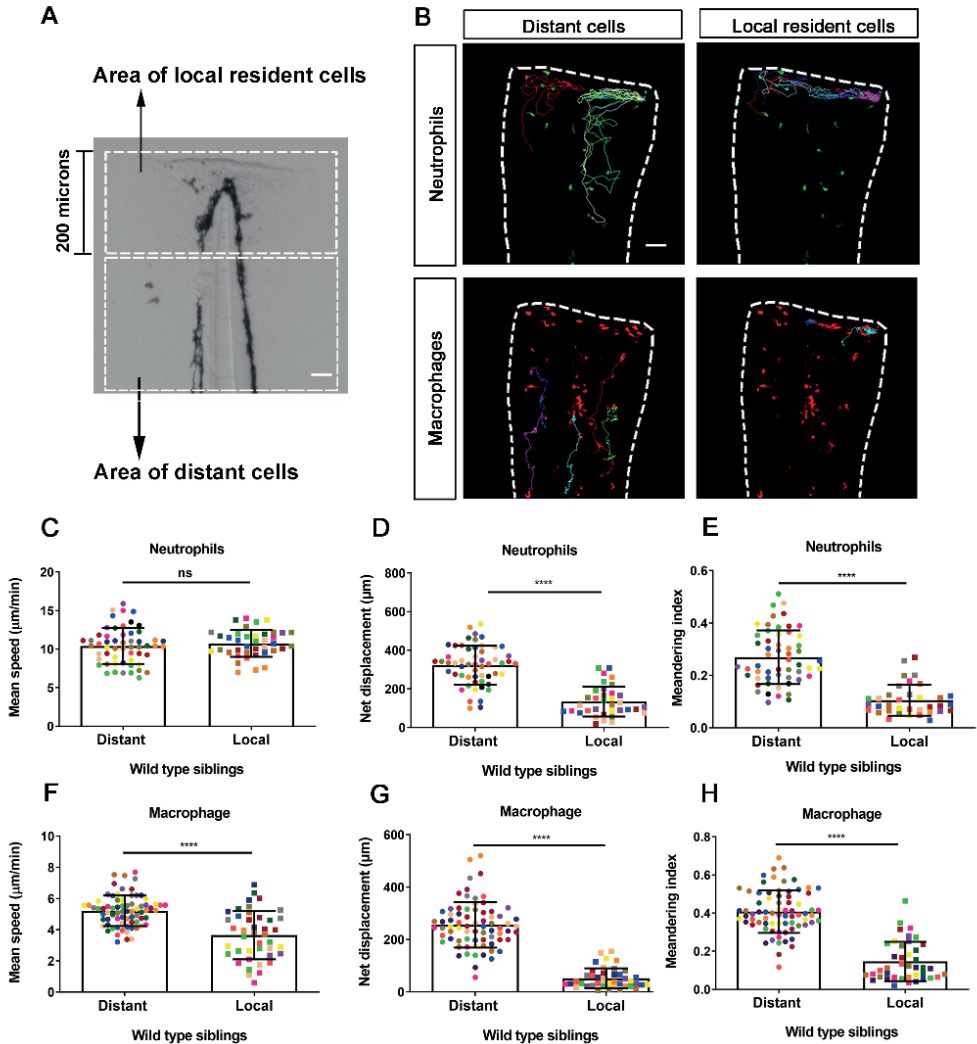 A
Area of local resident cells
200 microns
Area of distant cells
B
Distant cells
Local resident cells
Neutrophils
Macrophages
C
Neutrophils
ns
Mean speed (µm/min)
20
15
10
5
0
Distant
Local
Wild type siblings
D
Neutrophils
****
Net displacement (µm)
800
600
400
200
0
Distant
Local
Wild type siblings
E
Neutrophils
****
Meandering index
0.6
0.4
0.2
0.0
Distant
Local
Wild type siblings
F
Macrophage
****
Mean speed (µm/min)
10
8
6
4
2
0
Distant
Local
Wild type siblings
G
Macrophage
****
Net displacement (µm)
600
400
200
0
Distant
Local
Wild type siblings
H
Macrophage
****
Meandering index
0.8
0.6
0.4
0.2
0.0
Distant
Local
Wild type siblings